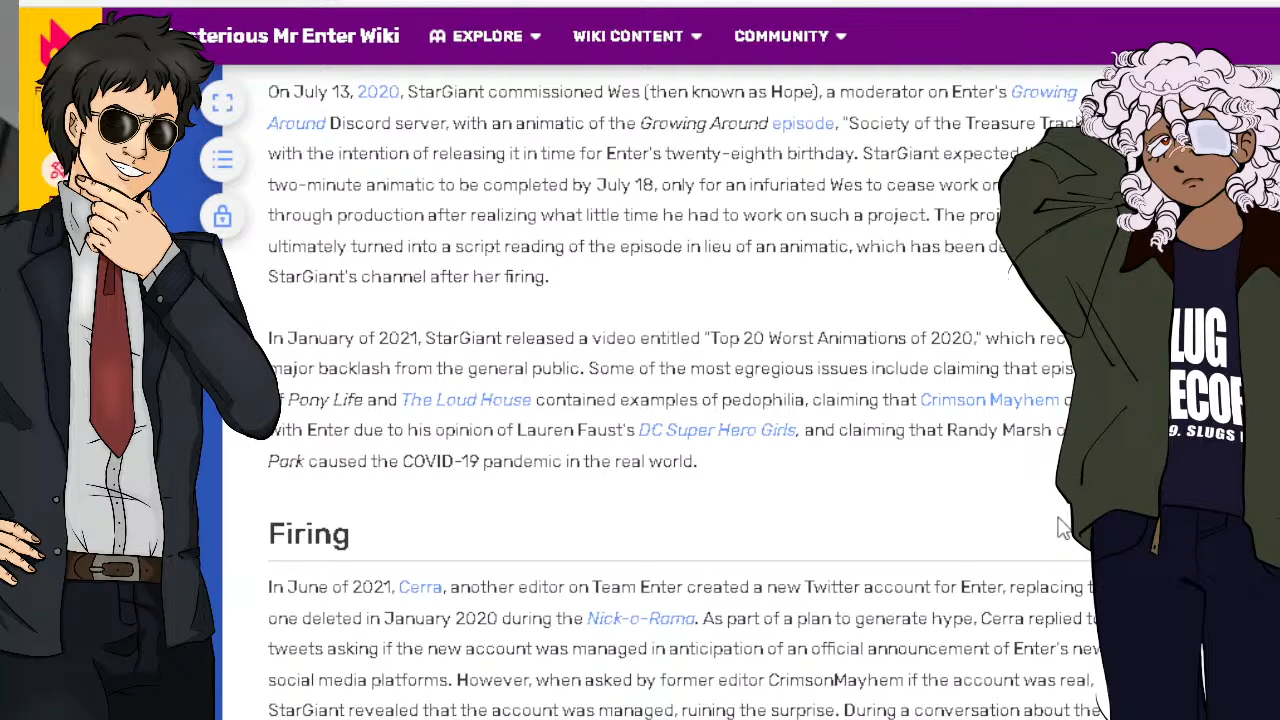 sterious Mr Enter Wiki EXPLORE WIKI CONTENT COMMUNITY
On July 13, 2020, StarGiant commissioned Wes (then known as Hope), a moderator on Enter's Growing
Around Discord server, with an animatic of the Growing Around episode, "Society of the Treasure Track
with the intention of releasing it in time for Enter's twenty-eighth birthday. StarGiant expected
two-minute animatic to be completed by July 18, only for an infuriated Wes to cease work on
through production after realizing what little time he had to work on such a project. The proj
ultimately turned into a script reading of the episode in lieu of an animatic, which has been de
StarGiant's channel after her firing.
In January of 2021, StarGiant released a video entitled "Top 20 Worst Animations of 2020," which rec
major backlash from the general public. Some of the most egregious issues include claiming that epis
of Pony Life and The Loud House contained examples of pedophilia, claiming that Crimson Mayhem
with Enter due to his opinion of Lauren Faust's DC Super Hero Girls, and claiming that Randy Marsh
Park caused the COVID-19 pandemic in the real world.
LUG
ECOR
9. SLUGS
Firing
In June of 2021, Cerra, another editor on Team Enter created a new Twitter account for Enter, replacing t
one deleted in January 2020 during the Nick-o-Rama. As part of a plan to generate hype, Cerra replied to
tweets asking if the new account was managed in anticipation of an official announcement of Enter's new
social media platforms. However, when asked by former editor CrimsonMayhem if the account was real,
StarGiant revealed that the account was managed, ruining the surprise. During a conversation about the